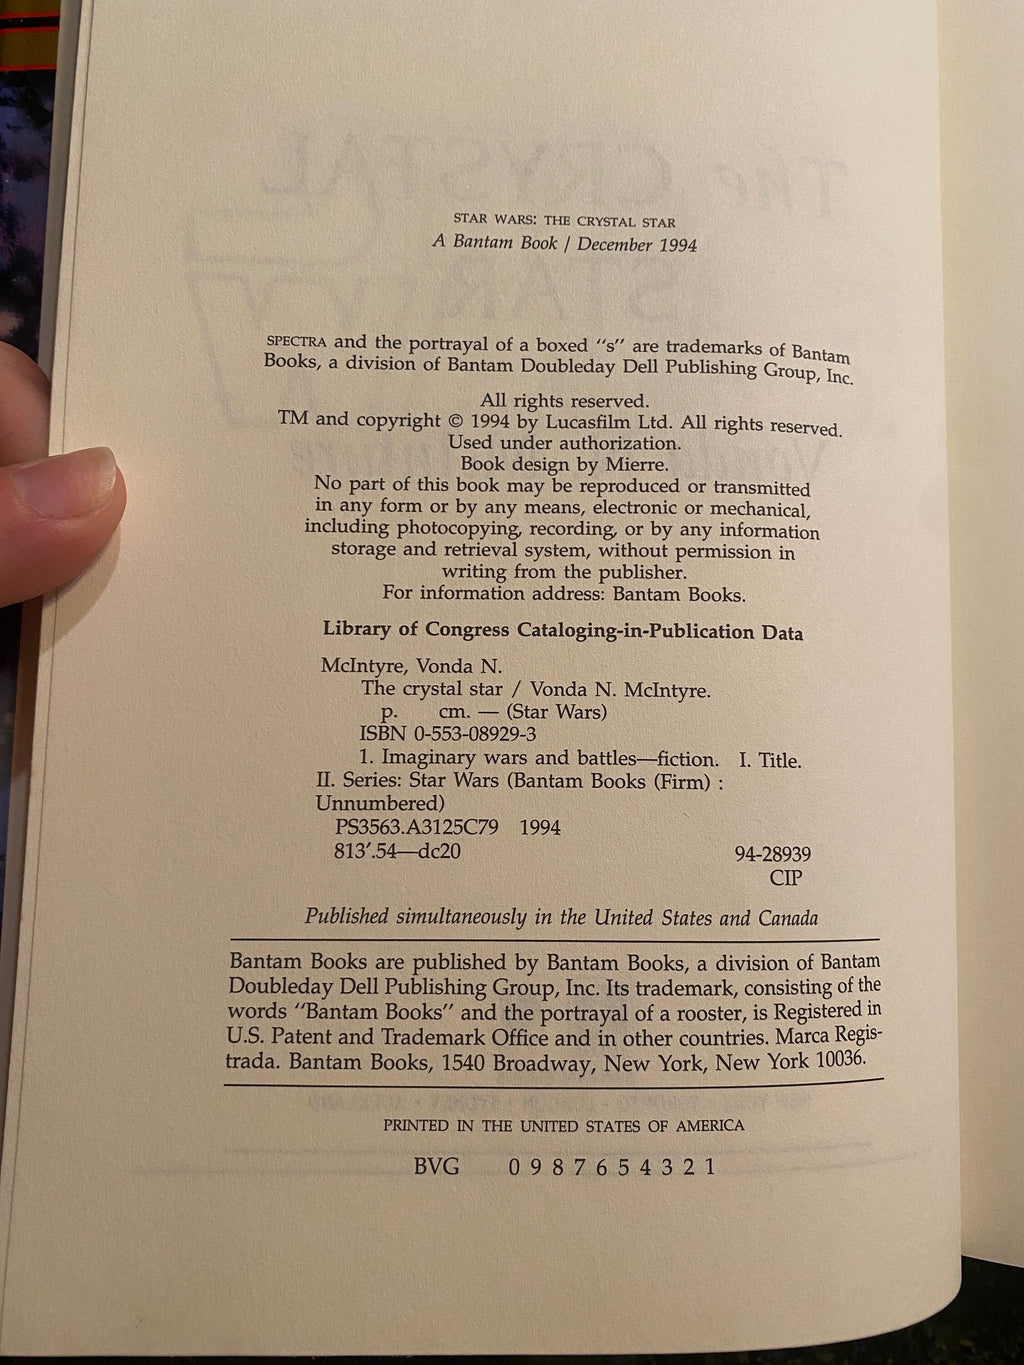 STAR WARS: THE CRYSTAL STAR
A Bantam Book / December 1994
SPECTRA and the portrayal of a boxed “s” are trademarks of Bantam
Books, a division of Bantam Doubleday Dell Publishing Group, Inc.
All rights reserved.
TM and copyright © 1994 by Lucasfilm Ltd. All rights reserved.
Used under authorization.
Book design by Mierre.
No part of this book may be reproduced or transmitted
in any form or by any means, electronic or mechanical,
including photocopying, recording, or by any information
storage and retrieval system, without permission in
writing from the publisher.
For information address: Bantam Books.
Library of Congress Cataloging-in-Publication Data
McIntyre, Vonda N.
The crystal star / Vonda N. McIntyre.
p. cm. — (Star Wars)
ISBN 0-553-08929-3
1. Imaginary wars and battles—fiction. I. Title.
II. Series: Star Wars (Bantam Books (Firm) :
Unnumbered)
PS3563.A3125C79 1994
813′.54—dc20 94-28939
CIP
Published simultaneously in the United States and Canada
Bantam Books are published by Bantam Books, a division of Bantam
Doubleday Dell Publishing Group, Inc. Its trademark, consisting of the
words “Bantam Books” and the portrayal of a rooster, is Registered in
U.S. Patent and Trademark Office and in other countries. Marca Regis-
trada. Bantam Books, 1540 Broadway, New York, New York 10036.
PRINTED IN THE UNITED STATES OF AMERICA
BVG 0 9 8 7 6 5 4 3 2 1